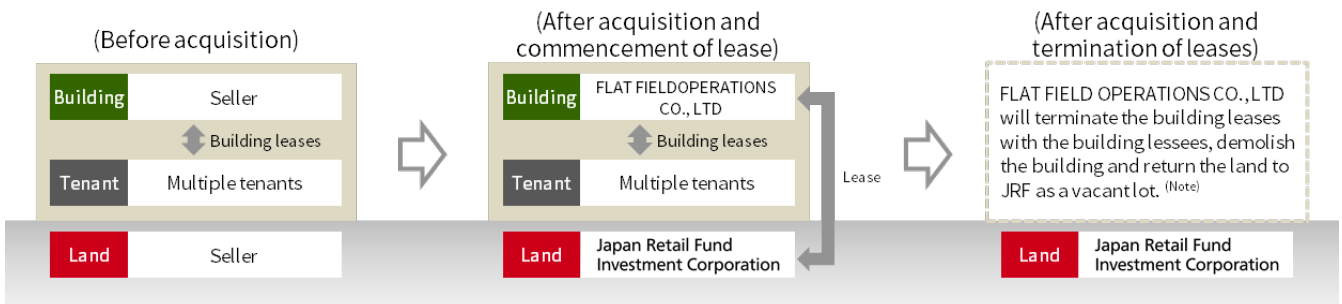 (Before acquisition)
Building
Seller
Building leases
Tenant
Multiple tenants
Land
Seller
(After acquisition and
commencement of lease)
Building
FLAT FIELDOPERATIONS
CO., LTD
Building leases
Tenant
Multiple tenants
Lease
Land
Japan Retail Fund
Investment Corporation
(After acquisition and
termination of leases)
FLAT FIELD OPERATIONS CO., LTD
will terminate the building leases
with the building lessees, demolish
the building and return the land to
JRF as a vacant lot. (Note)
Land
Japan Retail Fund
Investment Corporation